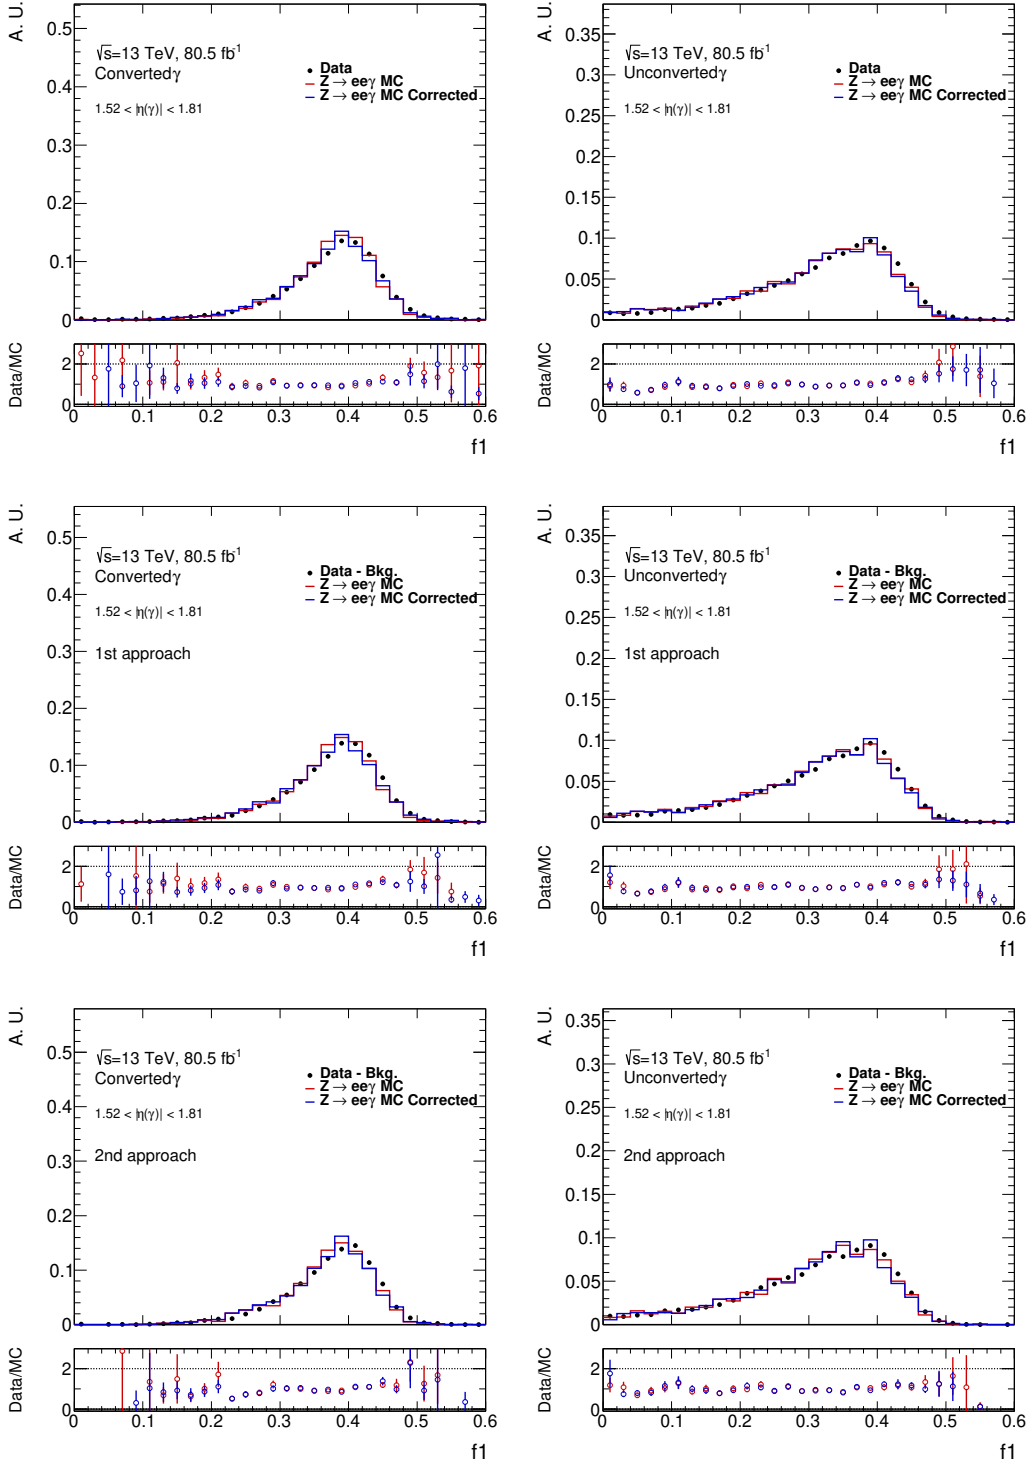 A. U.
0.5
0.4
0.3
0.2
0.1
0
√s=13 TeV, 80.5 fb-1
Converted γ
1.52 < |η(γ)| < 1.81
Data
Z → eeγ MC
Z → eeγ MC Corrected
Data/MC
2
0
0 0.1 0.2 0.3 0.4 0.5 0.6
f1
A. U.
0.35
0.3
0.25
0.2
0.15
0.1
0.05
0
√s=13 TeV, 80.5 fb-1
Unconverted γ
1.52 < |η(γ)| < 1.81
Data
Z → eeγ MC
Z → eeγ MC Corrected
Data/MC
2
0
0 0.1 0.2 0.3 0.4 0.5 0.6
f1
A. U.
0.5
0.4
0.3
0.2
0.1
0
√s=13 TeV, 80.5 fb-1
Converted γ
1.52 < |η(γ)| < 1.81
1st approach
Data - Bkg.
Z → eeγ MC
Z → eeγ MC Corrected
Data/MC
2
0
0 0.1 0.2 0.3 0.4 0.5 0.6
f1
A. U.
0.35
0.3
0.25
0.2
0.15
0.1
0.05
0
√s=13 TeV, 80.5 fb-1
Unconverted γ
1.52 < |η(γ)| < 1.81
1st approach
Data - Bkg.
Z → eeγ MC
Z → eeγ MC Corrected
Data/MC
2
0
0 0.1 0.2 0.3 0.4 0.5 0.6
f1
A. U.
0.5
0.4
0.3
0.2
0.1
0
√s=13 TeV, 80.5 fb-1
Converted γ
1.52 < |η(γ)| < 1.81
2nd approach
Data - Bkg.
Z → eeγ MC
Z → eeγ MC Corrected
Data/MC
2
0
0 0.1 0.2 0.3 0.4 0.5 0.6
f1
A. U.
0.35
0.3
0.25
0.2
0.15
0.1
0.05
0
√s=13 TeV, 80.5 fb-1
Unconverted γ
1.52 < |η(γ)| < 1.81
2nd approach
Data - Bkg.
Z → eeγ MC
Z → eeγ MC Corrected
Data/MC
2
0
0 0.1 0.2 0.3 0.4 0.5 0.6
f1